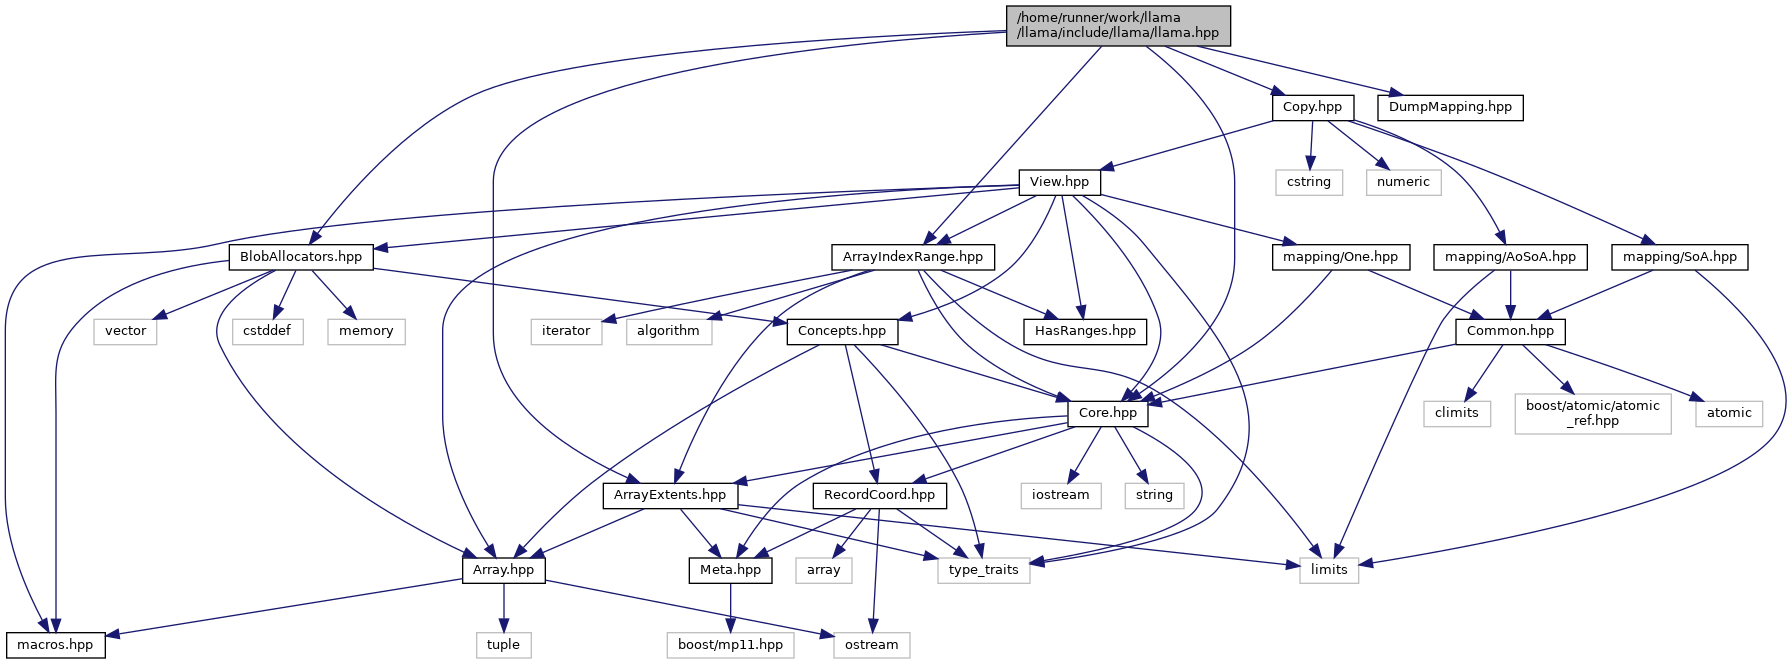 /home/runner/work/llama
/llama/include/llama/llama.hpp
Copy.hpp
DumpMapping.hpp
View.hpp
cstring
numeric
BlobAllocators.hpp
ArrayIndexRange.hpp
mapping/One.hpp
mapping/AoSoA.hpp
mapping/SoA.hpp
vector
cstddef
memory
iterator
algorithm
Concepts.hpp
HasRanges.hpp
Common.hpp
Core.hpp
climits
boost/atomic/atomic
_ref.hpp
atomic
ArrayExtents.hpp
RecordCoord.hpp
iostream
string
Array.hpp
Meta.hpp
array
type_traits
limits
macros.hpp
tuple
boost/mp11.hpp
ostream